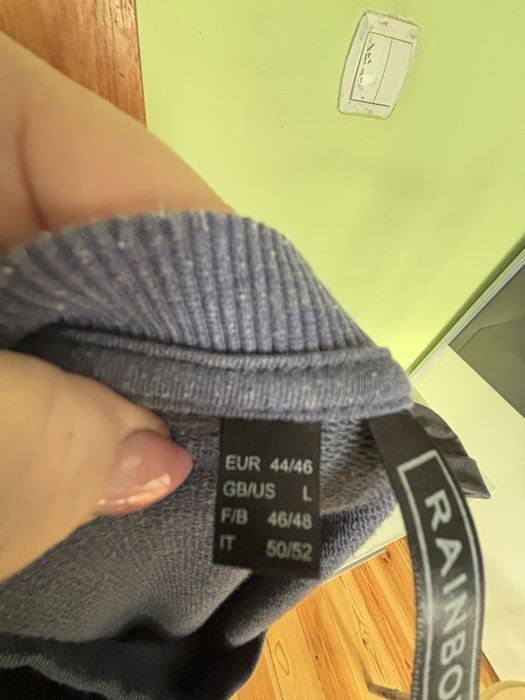 EUR 44/46
GB/US L
F/B 46/48
IT 50/52
RAINBO